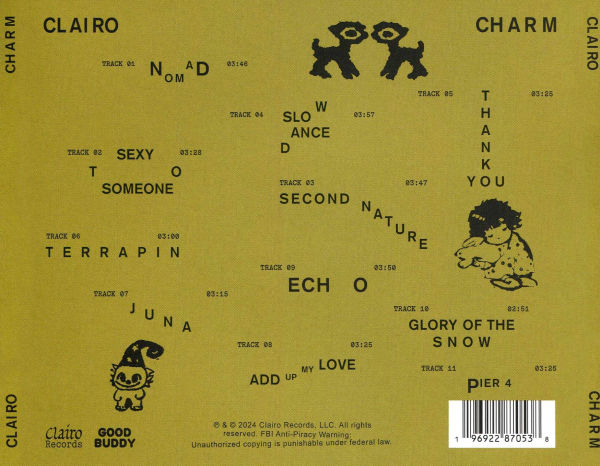 CLAIRO
CHARM
CHARM
CLAIRO
TRACK 01 03:46
NOMAD
TRACK 02 03:28
SEXY
TO
SOMEONE
TRACK 03 03:47
SECOND NATURE
TRACK 04 03:57
SLOW
DANCE
TRACK 05 03:25
THANK
YOU
TRACK 06 03:00
TERRAPIN
TRACK 07 03:15
JUNA
TRACK 08 03:25
ADD UP MY LOVE
TRACK 09 03:50
ECHO
TRACK 10 02:51
GLORY OF THE
SNOW
TRACK 11 03:25
PIER 4
CLAIRO
CHARM
Clairo
Records
GOOD
BUDDY
℗ & © 2024 Clairo Records, LLC. All rights
reserved. FBI Anti-Piracy Warning:
Unauthorized copying is punishable under federal law.
1 96922 87053 8